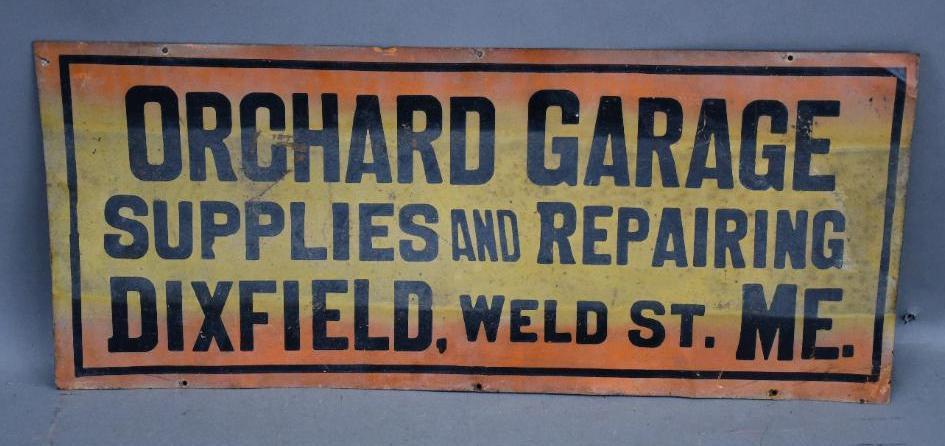 ORCHARD GARAGE
SUPPLIES AND REPAIRING
DIXFIELD, WELD ST. ME.